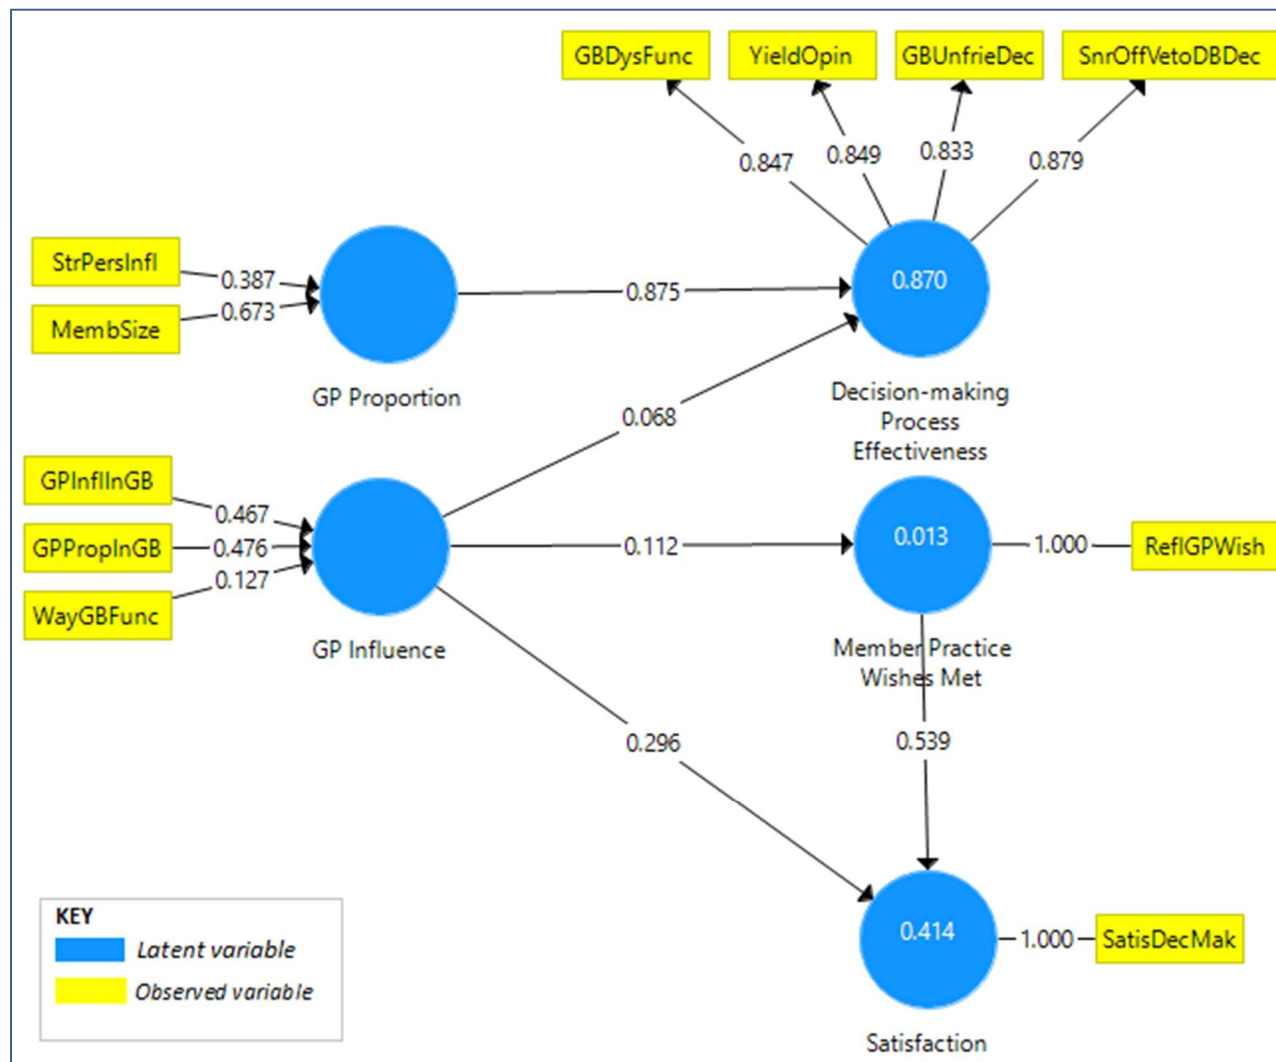 GBDysFunc
YieldOpin
GBUnfrieDec
SnrOffVetoDBDec
0.847
0.849
0.833
0.879
StrPersInfl
0.387
MembSize
0.673
0.875
0.870
GP Proportion
Decision-making
Process
Effectiveness
0.068
GPInflInGB
0.467
GPPropInGB
0.476
WayGBFunc
0.127
GP Influence
0.112
0.013
1.000
ReflGPWish
Member Practice
Wishes Met
0.296
0.539
0.414
1.000
SatisDecMak
Satisfaction
KEY
Latent variable
Observed variable